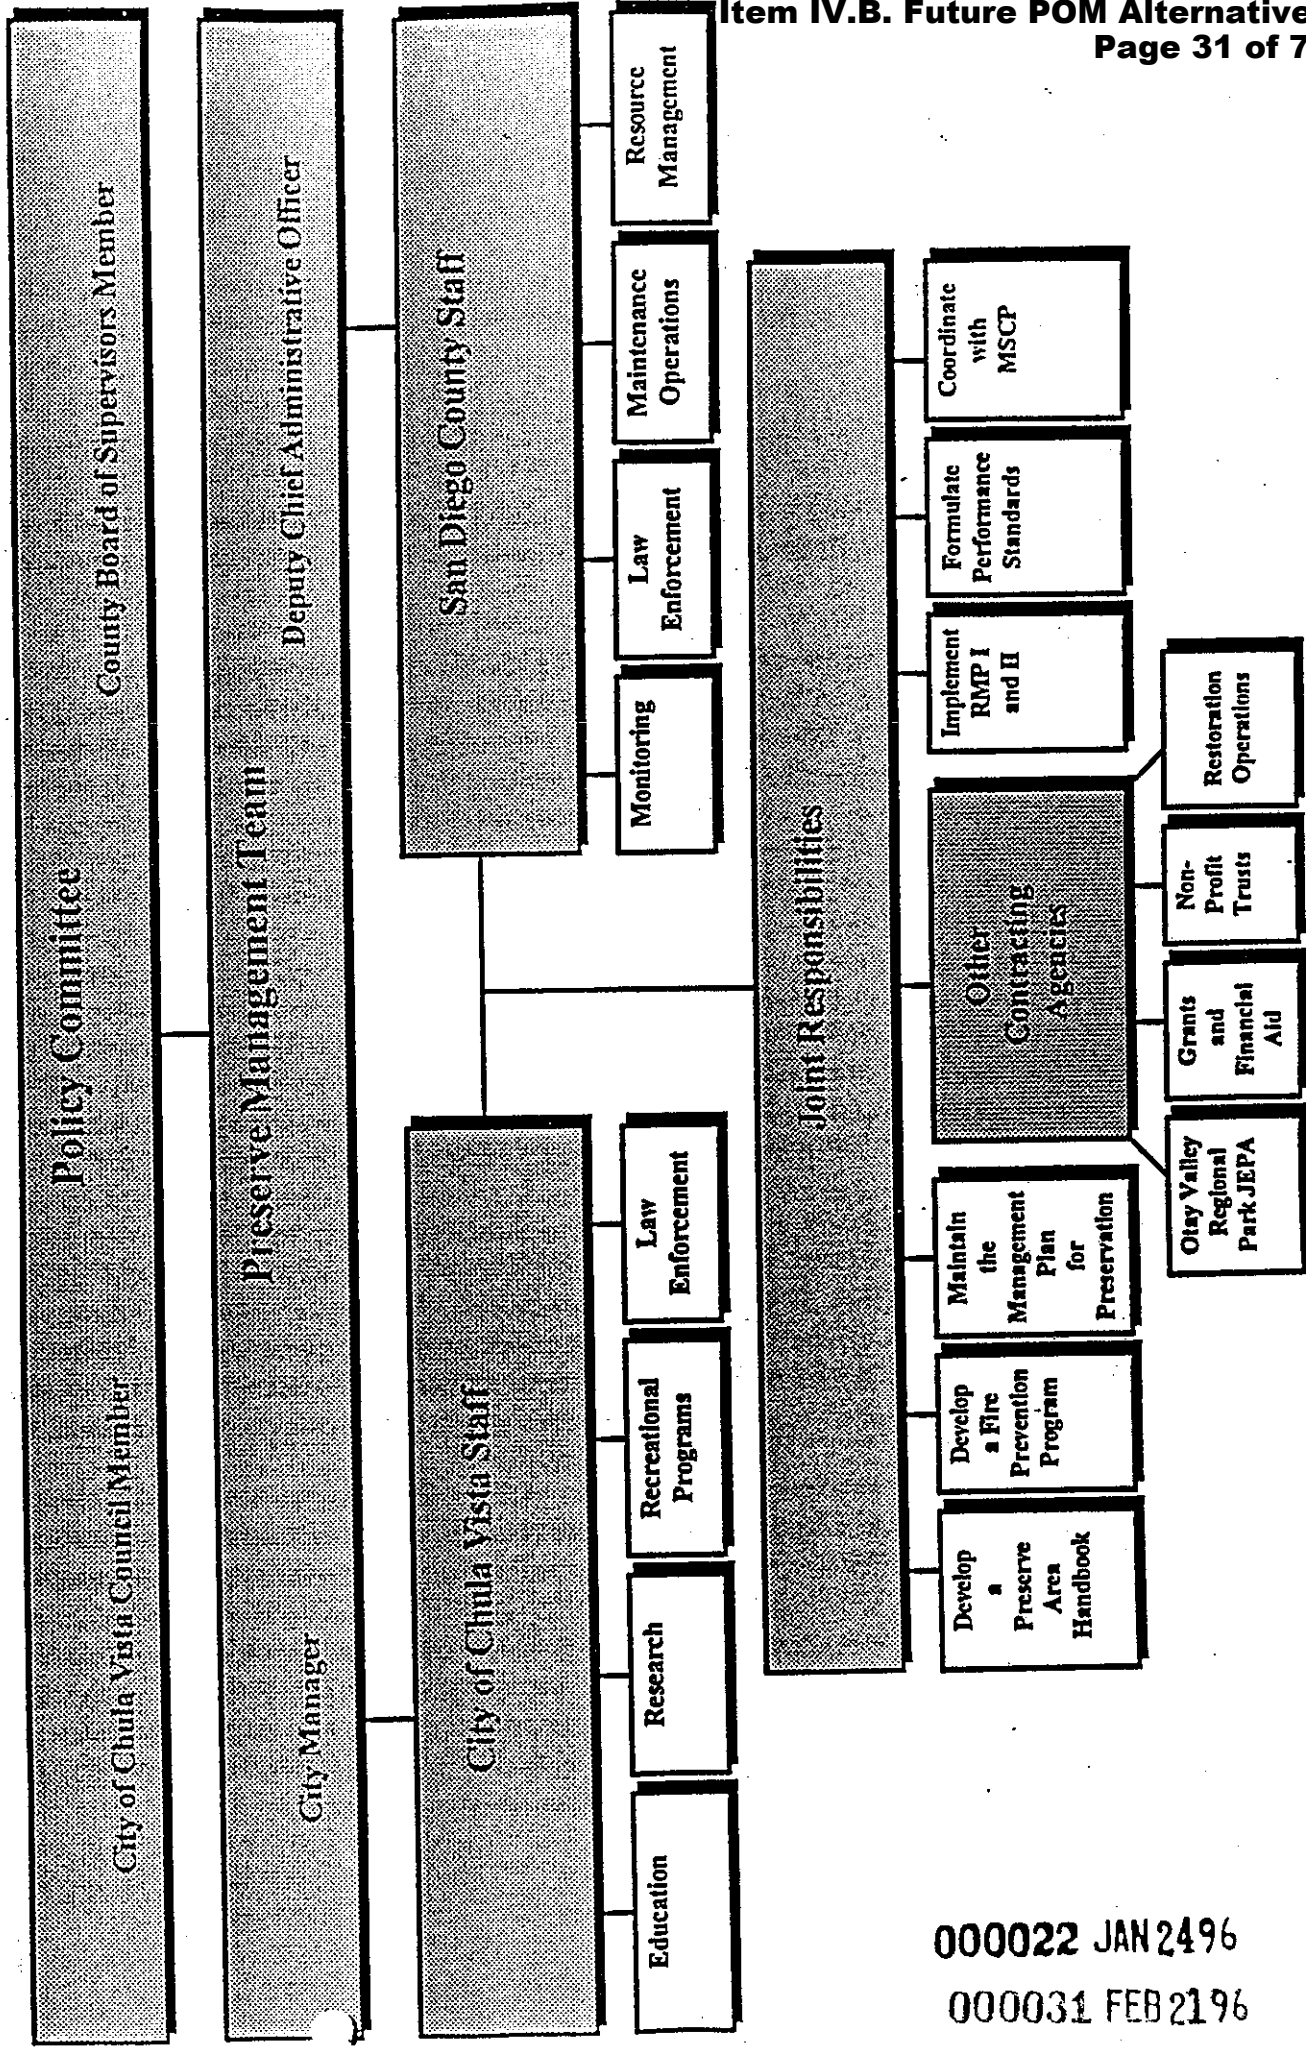 Item IV.B. Future POM Alternative
Page 31 of 7
Policy Committee
City of Chula Vista Council Member
County Board of Supervisors Member
Preserve Management Team
City Manager
Deputy Chief Administrative Officer
City of Chula Vista Staff
San Diego County Staff
Education
Research
Recreational
Programs
Law
Enforcement
Monitoring
Law
Enforcement
Maintenance
Operations
Resource
Management
Joint Responsibilities
Develop
a
Preserve
Area
Handbook
Develop
a Fire
Prevention
Program
Maintain
the
Management
Plan
for
Preservation
Other
Contracting
Agencies
Implement
RMP I
and II
Formulate
Performance
Standards
Coordinate
with
MSCP
Otay Valley
Regional
Park JEPA
Grants
and
Financial
Aid
Non-
Profit
Trusts
Restoration
Operations
000022 JAN 24 96
000031 FEB 21 96